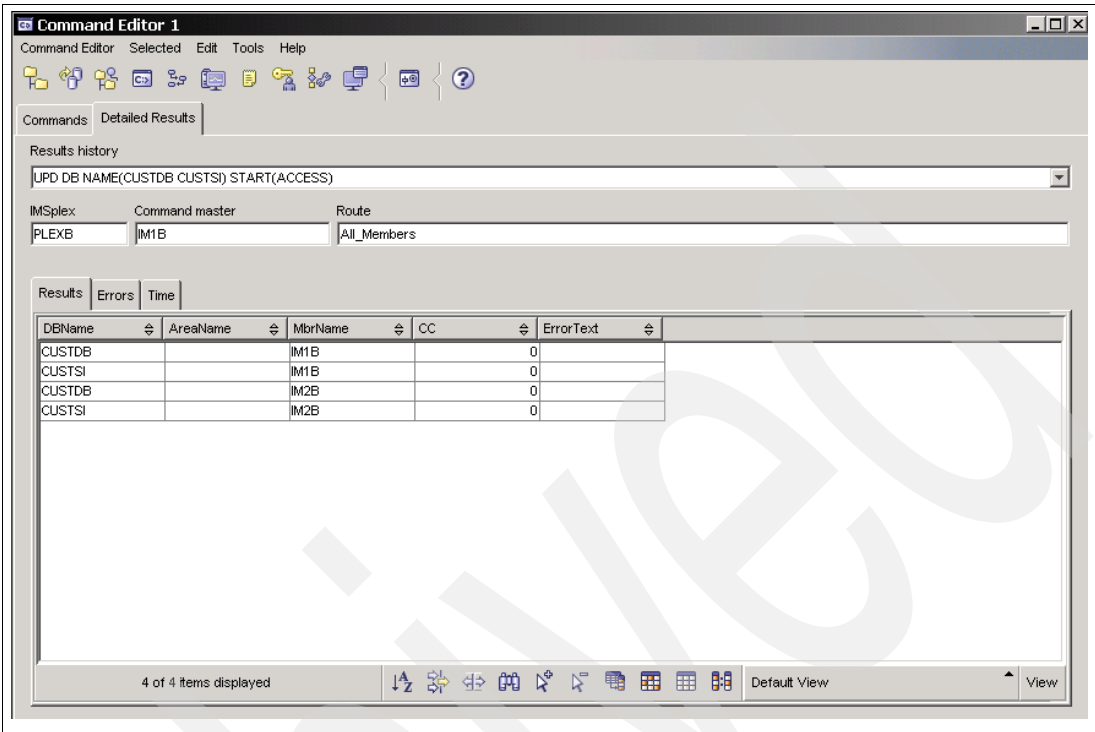 Command Editor 1
Command Editor Selected Edit Tools Help
Commands Detailed Results
Results history
UPD DB NAME(CUSTDB CUSTSI) START(ACCESS)
IMSplex Command master Route
PLEXB IM1B All_Members
Results Errors Time
DBName AreaName MbrName CC ErrorText
CUSTDB IM1B 0
CUSTSI IM1B 0
CUSTDB IM2B 0
CUSTSI IM2B 0
4 of 4 items displayed Default View View